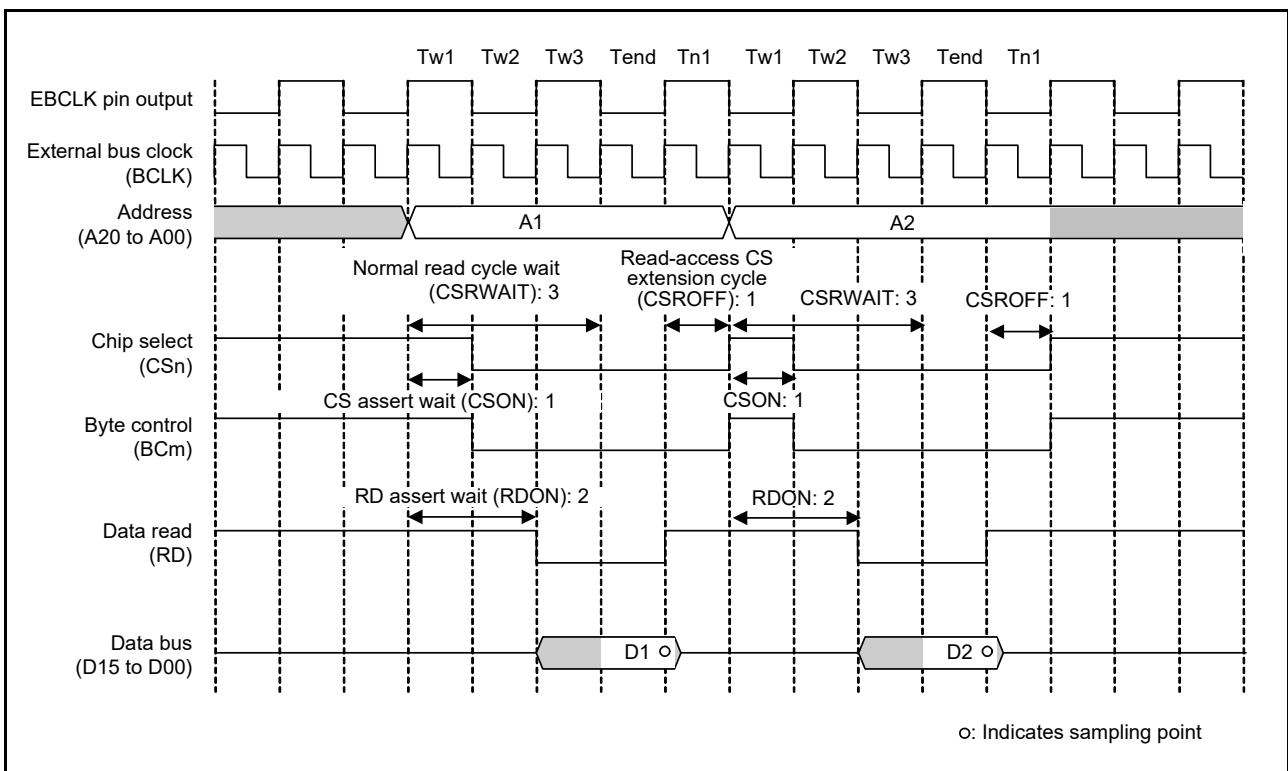 Tw1 Tw2 Tw3 Tend Tn1 Tw1 Tw2 Tw3 Tend Tn1
EBCLK pin output
External bus clock
(BCLK)
Address
(A20 to A00)
A1
A2
Normal read cycle wait
(CSRWAIT): 3
Read-access CS
extension cycle
(CSROFF): 1
CSRWAIT: 3
CSROFF: 1
Chip select
(CSn)
CS assert wait (CSON): 1
CSON: 1
Byte control
(BCm)
RD assert wait (RDON): 2
RDON: 2
Data read
(RD)
Data bus
(D15 to D00)
D1
D2
o: Indicates sampling point